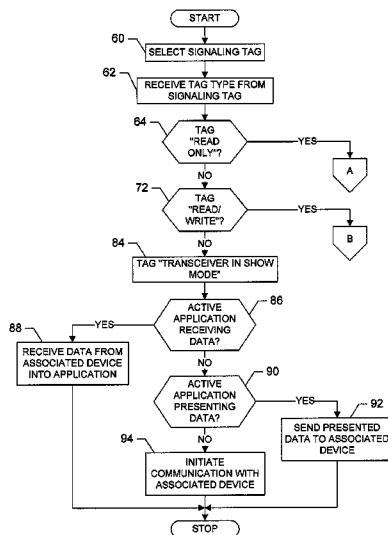 START
60
SELECT SIGNALING TAG
62
RECEIVE TAG TYPE FROM
SIGNALING TAG
64
TAG
"READ
ONLY"?
YES
A
NO
72
TAG
"READ/
WRITE"?
YES
B
NO
84
TAG "TRANSCEIVER IN SHOW
MODE"
86
ACTIVE
APPLICATION
RECEIVING
DATA?
YES
88
RECEIVE DATA FROM
ASSOCIATED DEVICE
INTO APPLICATION
NO
90
ACTIVE
APPLICATION
PRESENTING
DATA?
YES
92
SEND PRESENTED
DATA TO ASSOCIATED
DEVICE
NO
94
INITIATE
COMMUNICATION WITH
ASSOCIATED DEVICE
STOP